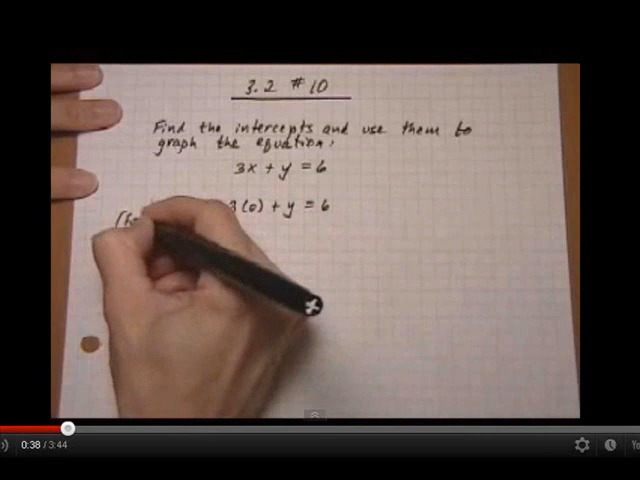 3.2 #10
Find the intercepts and use them to
graph the equation:
3x + y = 6
3(0) + y = 6
0:38 / 3:44